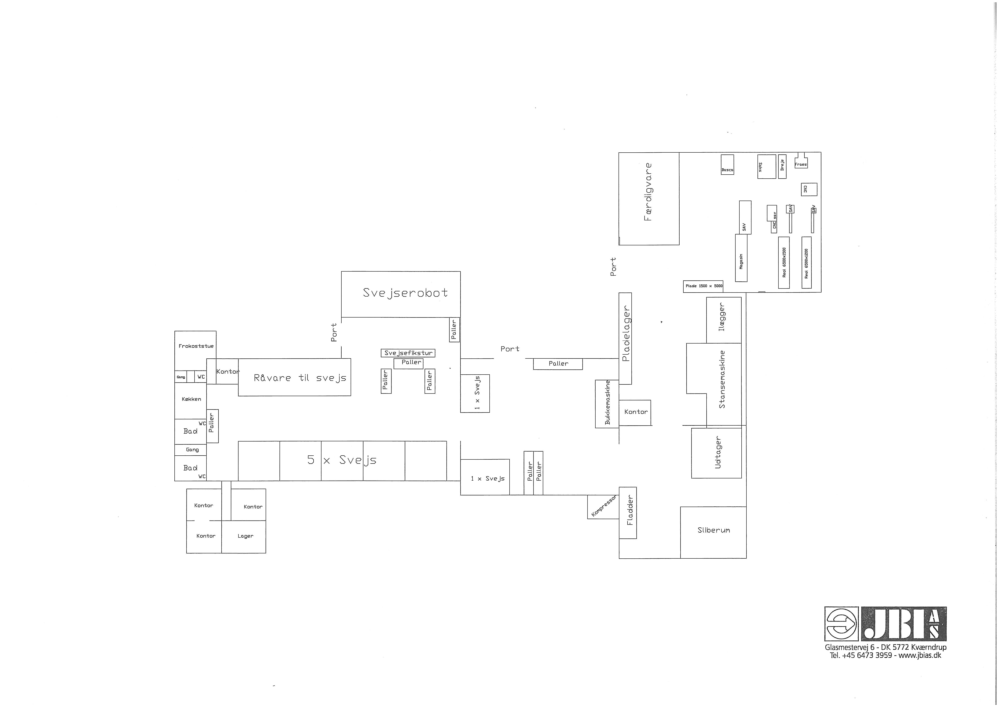 Færdigvare
Basca
Saks
Dreje
Fraes
CNC
SAV
CNC sav
SAV
SAV
Magasin
Reol 6500x1500
Reol 6500x1200
Port
Plade 1500 x 5000
Svejserobot
Port
Paller
Pladelager
Ilægger
Frokoststue
Svejsefikstur
Port
Paller
Paller
Stansemaskine
Gang
WC
Kontor
Råvare til svejs
Paller
Paller
1 x Svejs
Bukkemaskine
Køkken
Kontor
WC
Bad
Paller
Gang
5 x Svejs
Udtager
Bad
WC
1 x Svejs
Paller
Paller
Kontor
Kontor
Kompressor
Fladder
Kontor
Lager
Sliberum
JBI A/S
Glasmestervej 6 - DK 5772 Kværndrup
Tel. +45 6473 3959 - www.jbias.dk